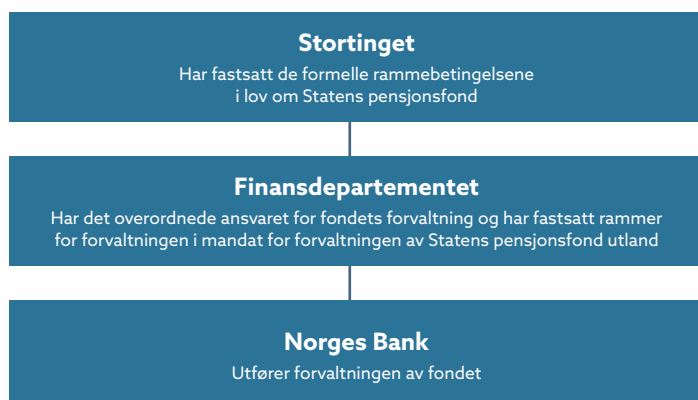 Stortinget
Har fastsatt de formelle rammebetingelsene
i lov om Statens pensjonsfond
Finansdepartementet
Har det overordnede ansvaret for fondets forvaltning og har fastsatt rammer
for forvaltningen i mandat for forvaltningen av Statens pensjonsfond utland
Norges Bank
Utfører forvaltningen av fondet